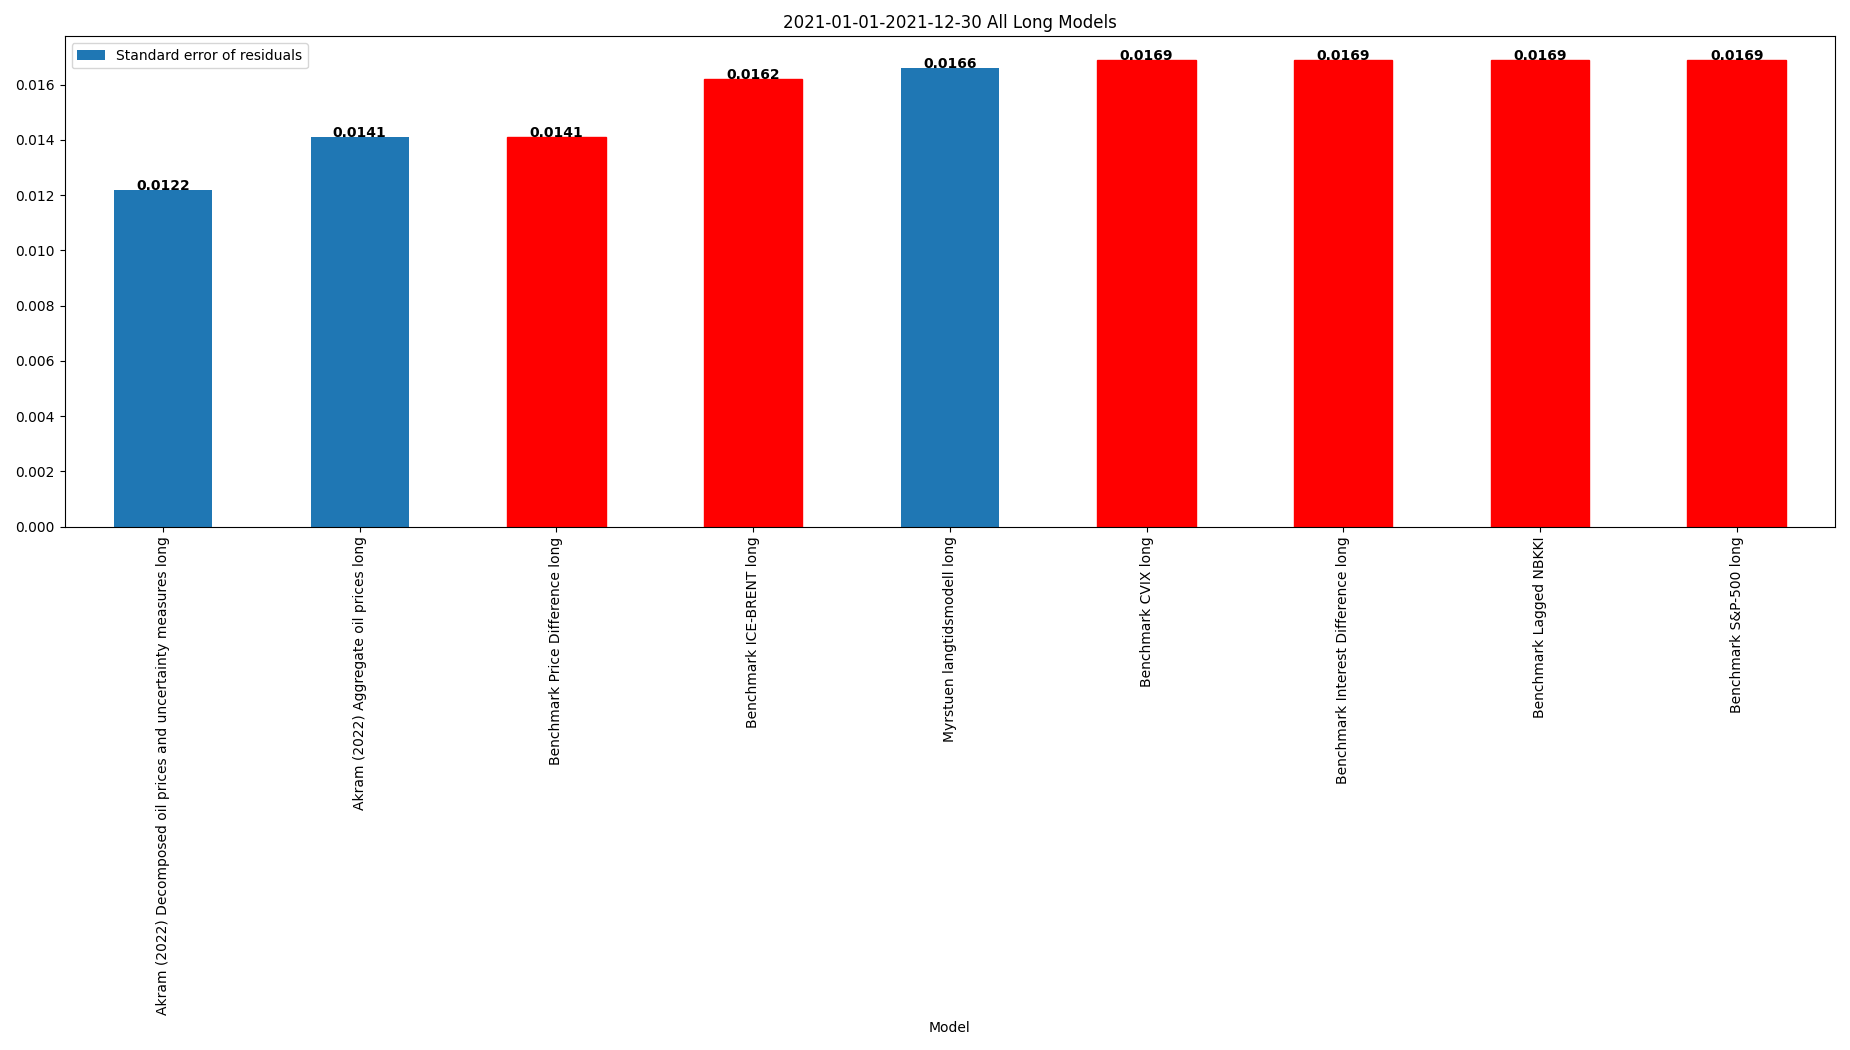 2021-01-01-2021-12-30 All Long Models
Standard error of residuals
0.0122
0.0141
0.0141
0.0162
0.0166
0.0169
0.0169
0.0169
0.0169
0.016
0.014
0.012
0.010
0.008
0.006
0.004
0.002
0.000
Akram (2022) Decomposed oil prices and uncertainty measures long
Akram (2022) Aggregate oil prices long
Benchmark Price Difference long
Benchmark ICE-BRENT long
Myrstuen langtidsmodell long
Benchmark CVIX long
Benchmark Interest Difference long
Benchmark Lagged NBKKI
Benchmark S&P-500 long
Model